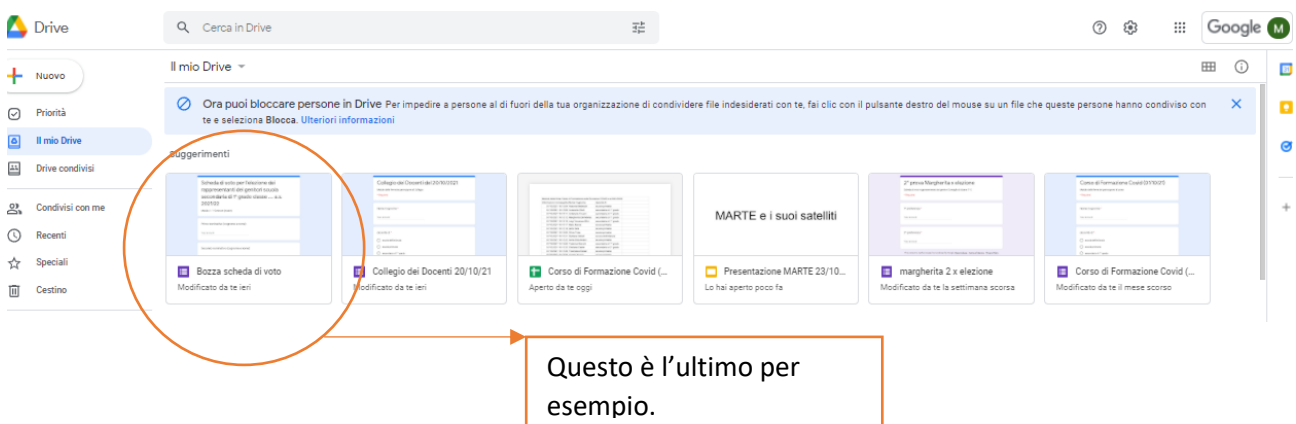 Drive
Cerca in Drive
Google M
Nuovo
Il mio Drive
Priorità
Il mio Drive
Drive condivisi
Condivisi con me
Recenti
Speciali
Cestino
Ora puoi bloccare persone in Drive Per impedire a persone al di fuori della tua organizzazione di condividere file indesiderati con te, fai clic con il pulsante destro del mouse su un file che queste persone hanno condiviso con
te e seleziona Blocca. Ulteriori informazioni
Suggerimenti
Scheda di voto per l'elezione dei
rappresentanti dei genitori scuola
secondaria di 1° grado classe ..... a.s.
2021/22
Bozza scheda di voto
Modificato da te ieri
Collegio dei Docenti del 20/10/2021
Collegio dei Docenti 20/10/21
Modificato da te ieri
Corso di Formazione Covid (...
Aperto da te oggi
MARTE e i suoi satelliti
Presentazione MARTE 23/10...
Lo hai aperto poco fa
2^ prova Margherita x elezione
margherita 2 x elezione
Modificato da te la settimana scorsa
Corso di Formazione Covid (
Corso di Formazione Covid (...
Modificato da te il mese scorso
Questo è l'ultimo per
esempio.